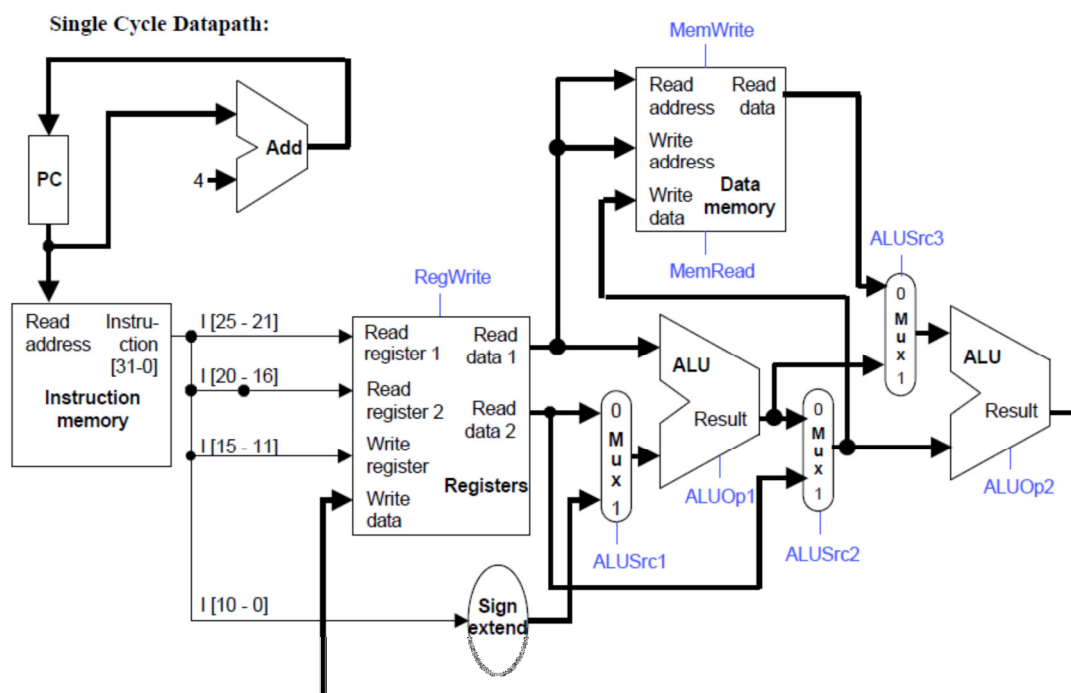 Single Cycle Datapath:
PC
4
Add
Read address
Instru-
ction
[31-0]
Instruction
memory
I [25 - 21]
I [20 - 16]
I [15 - 11]
I [10 - 0]
RegWrite
Read
register 1
Read
register 2
Write
register
Write
data
Read
data 1
Read
data 2
Registers
Sign
extend
0
M
u
x
1
ALUSrc1
ALU
Result
ALUOp1
MemWrite
Read
address
Write
address
Write
data
Read
data
Data
memory
MemRead
0
M
u
x
1
ALUSrc2
ALUSrc3
0
M
u
x
1
ALU
Result
ALUOp2